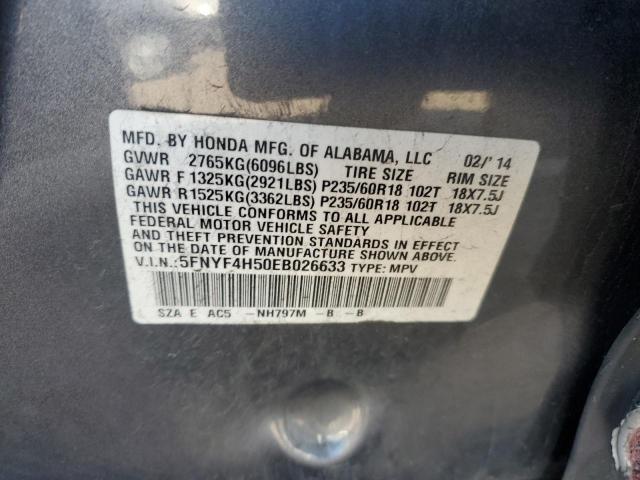 MFD. BY HONDA MFG. OF ALABAMA, LLC 02/'14
GVWR 2765KG(6096LBS) TIRE SIZE RIM SIZE
GAWR F 1325KG(2921LBS) P235/60R18 102T 18X7.5J
GAWR R 1525KG(3362LBS) P235/60R18 102T 18X7.5J
THIS VEHICLE CONFORMS TO ALL APPLICABLE
FEDERAL MOTOR VEHICLE SAFETY
AND THEFT PREVENTION STANDARDS IN EFFECT
ON THE DATE OF MANUFACTURE SHOWN ABOVE.
V.I.N.:5FNYF4H50EB026633 TYPE: MPV
SZA E AC5 -NH797M -B -B